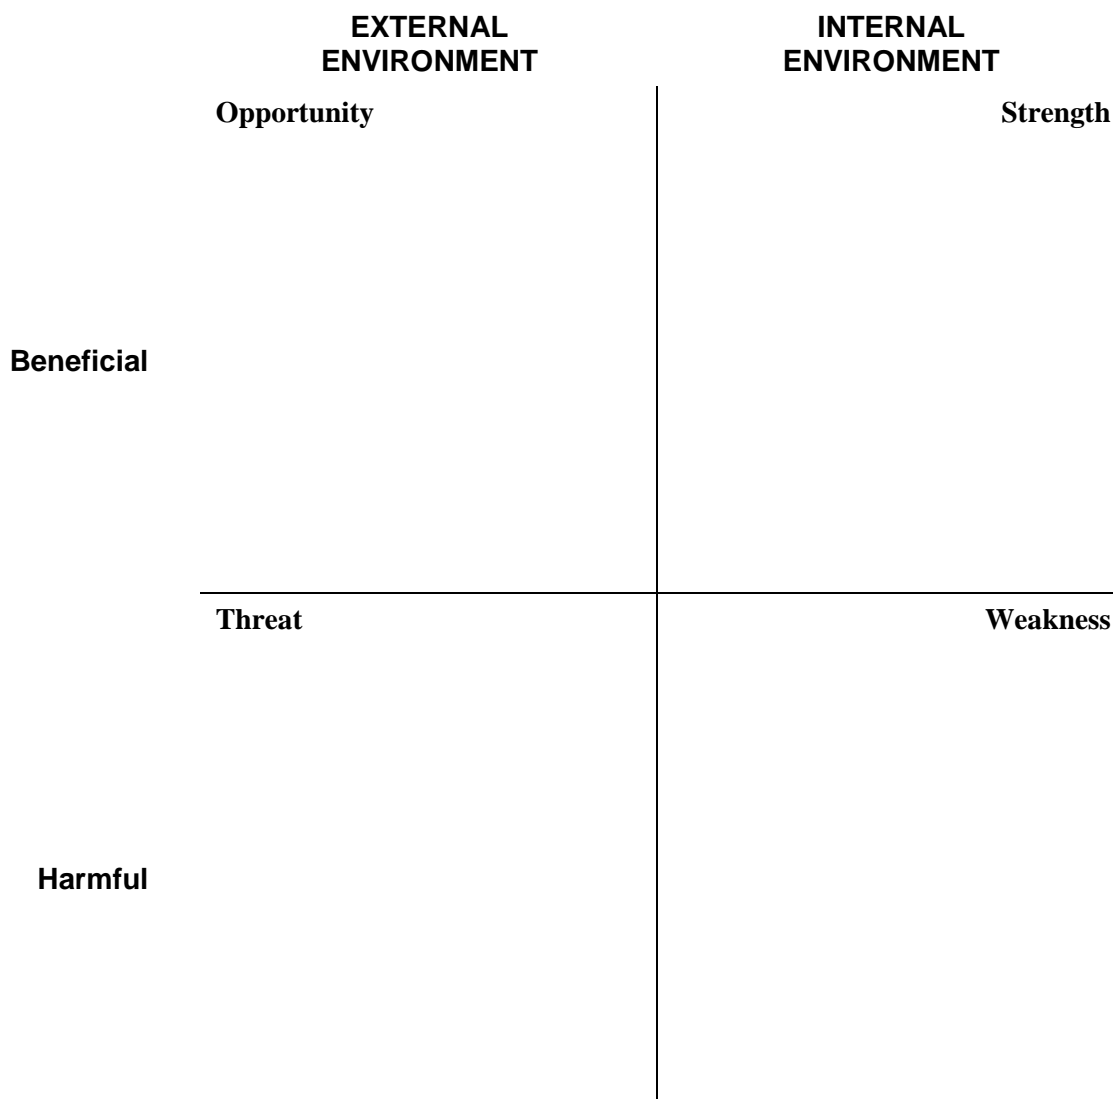 EXTERNAL
ENVIRONMENT
INTERNAL
ENVIRONMENT
Opportunity
Strength
Beneficial
Threat
Weakness
Harmful